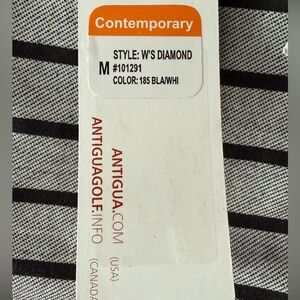 Contemporary
STYLE: W'S DIAMOND
M #101291
COLOR: 185 BLA/WHI
ANTIGUA.COM (USA)
ANTIGUAGOLF.INFO (CANADA